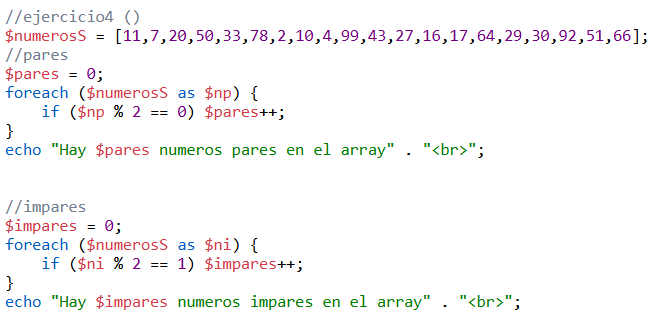 //ejercicio4 ()
$numerosS = [11,7,20,50,33,78,2,10,4,99,43,27,16,17,64,29,30,92,51,66];
//pares
$pares = 0;
foreach ($numerosS as $np) {
    if ($np % 2 == 0) $pares++;
}
echo "Hay $pares numeros pares en el array" . "<br>";
//impares
$impares = 0;
foreach ($numerosS as $ni) {
    if ($ni % 2 == 1) $impares++;
}
echo "Hay $impares numeros impares en el array" . "<br>";